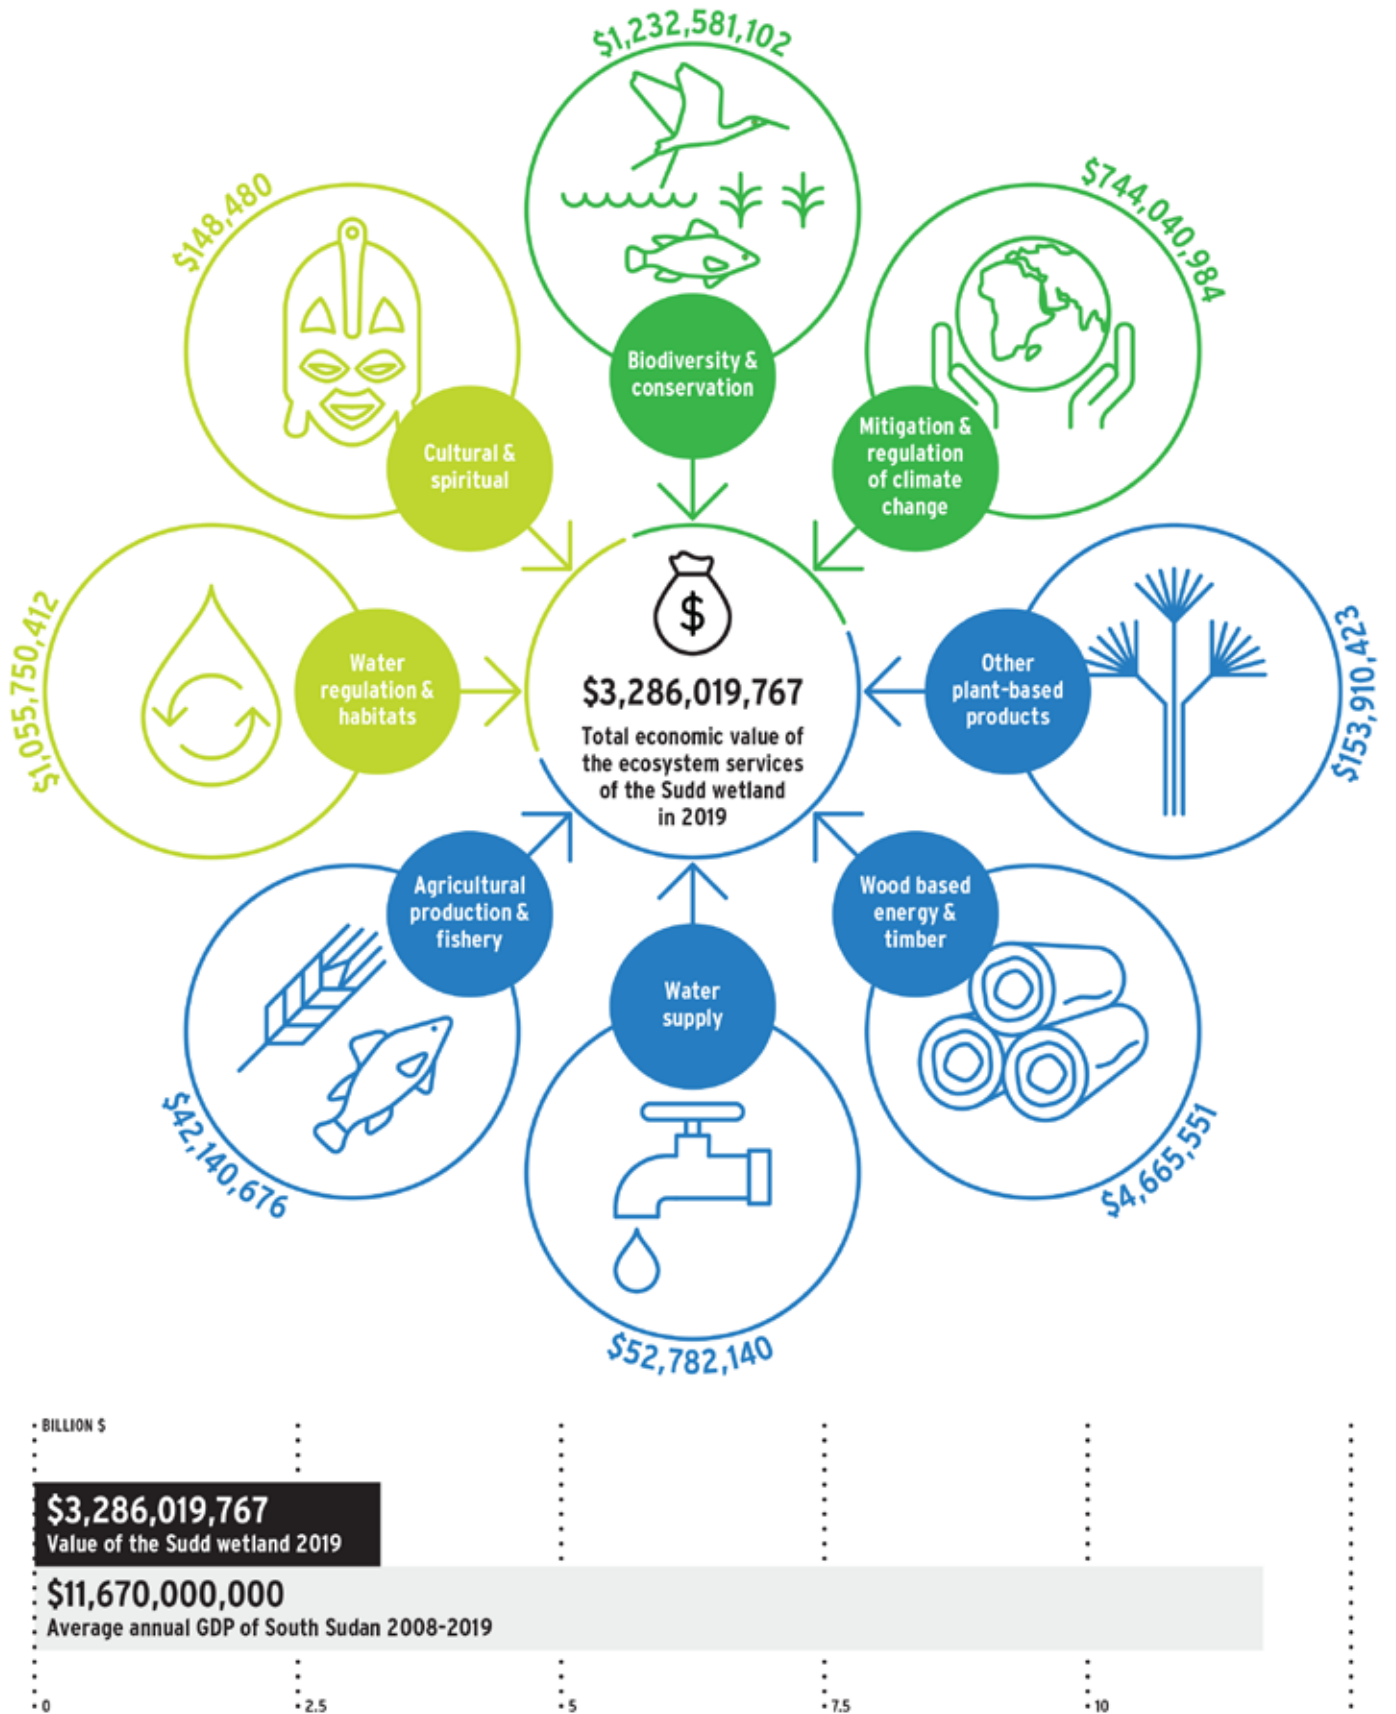 $1,232,581,102
Biodiversity &
conservation
$744,040,984
Mitigation &
regulation
of climate
change
$148,480
Cultural &
spiritual
$1,055,750,412
Water
regulation &
habitats
$
$3,286,019,767
Total economic value of
the ecosystem services
of the Sudd wetland
in 2019
Other
plant-based
products
$153,910,423
Agricultural
production &
fishery
$42,140,676
Water
supply
$52,782,140
Wood based
energy &
timber
$4,665,551
BILLION $
$3,286,019,767
Value of the Sudd wetland 2019
$11,670,000,000
Average annual GDP of South Sudan 2008-2019
0 2.5 5 7.5 10